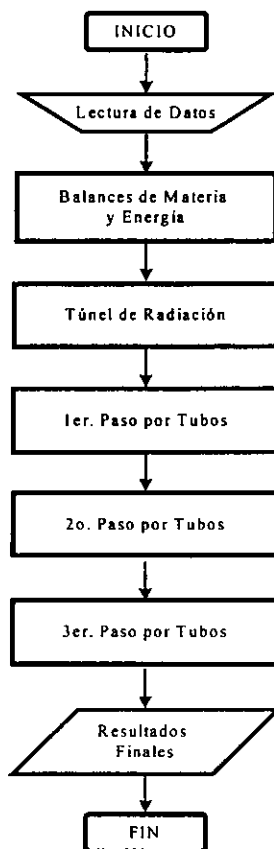 INICIO
Lectura de Datos
Balances de Materia
y Energía
Túnel de Radiación
1er. Paso por Tubos
2o. Paso por Tubos
3er. Paso por Tubos
Resultados
Finales
FIN